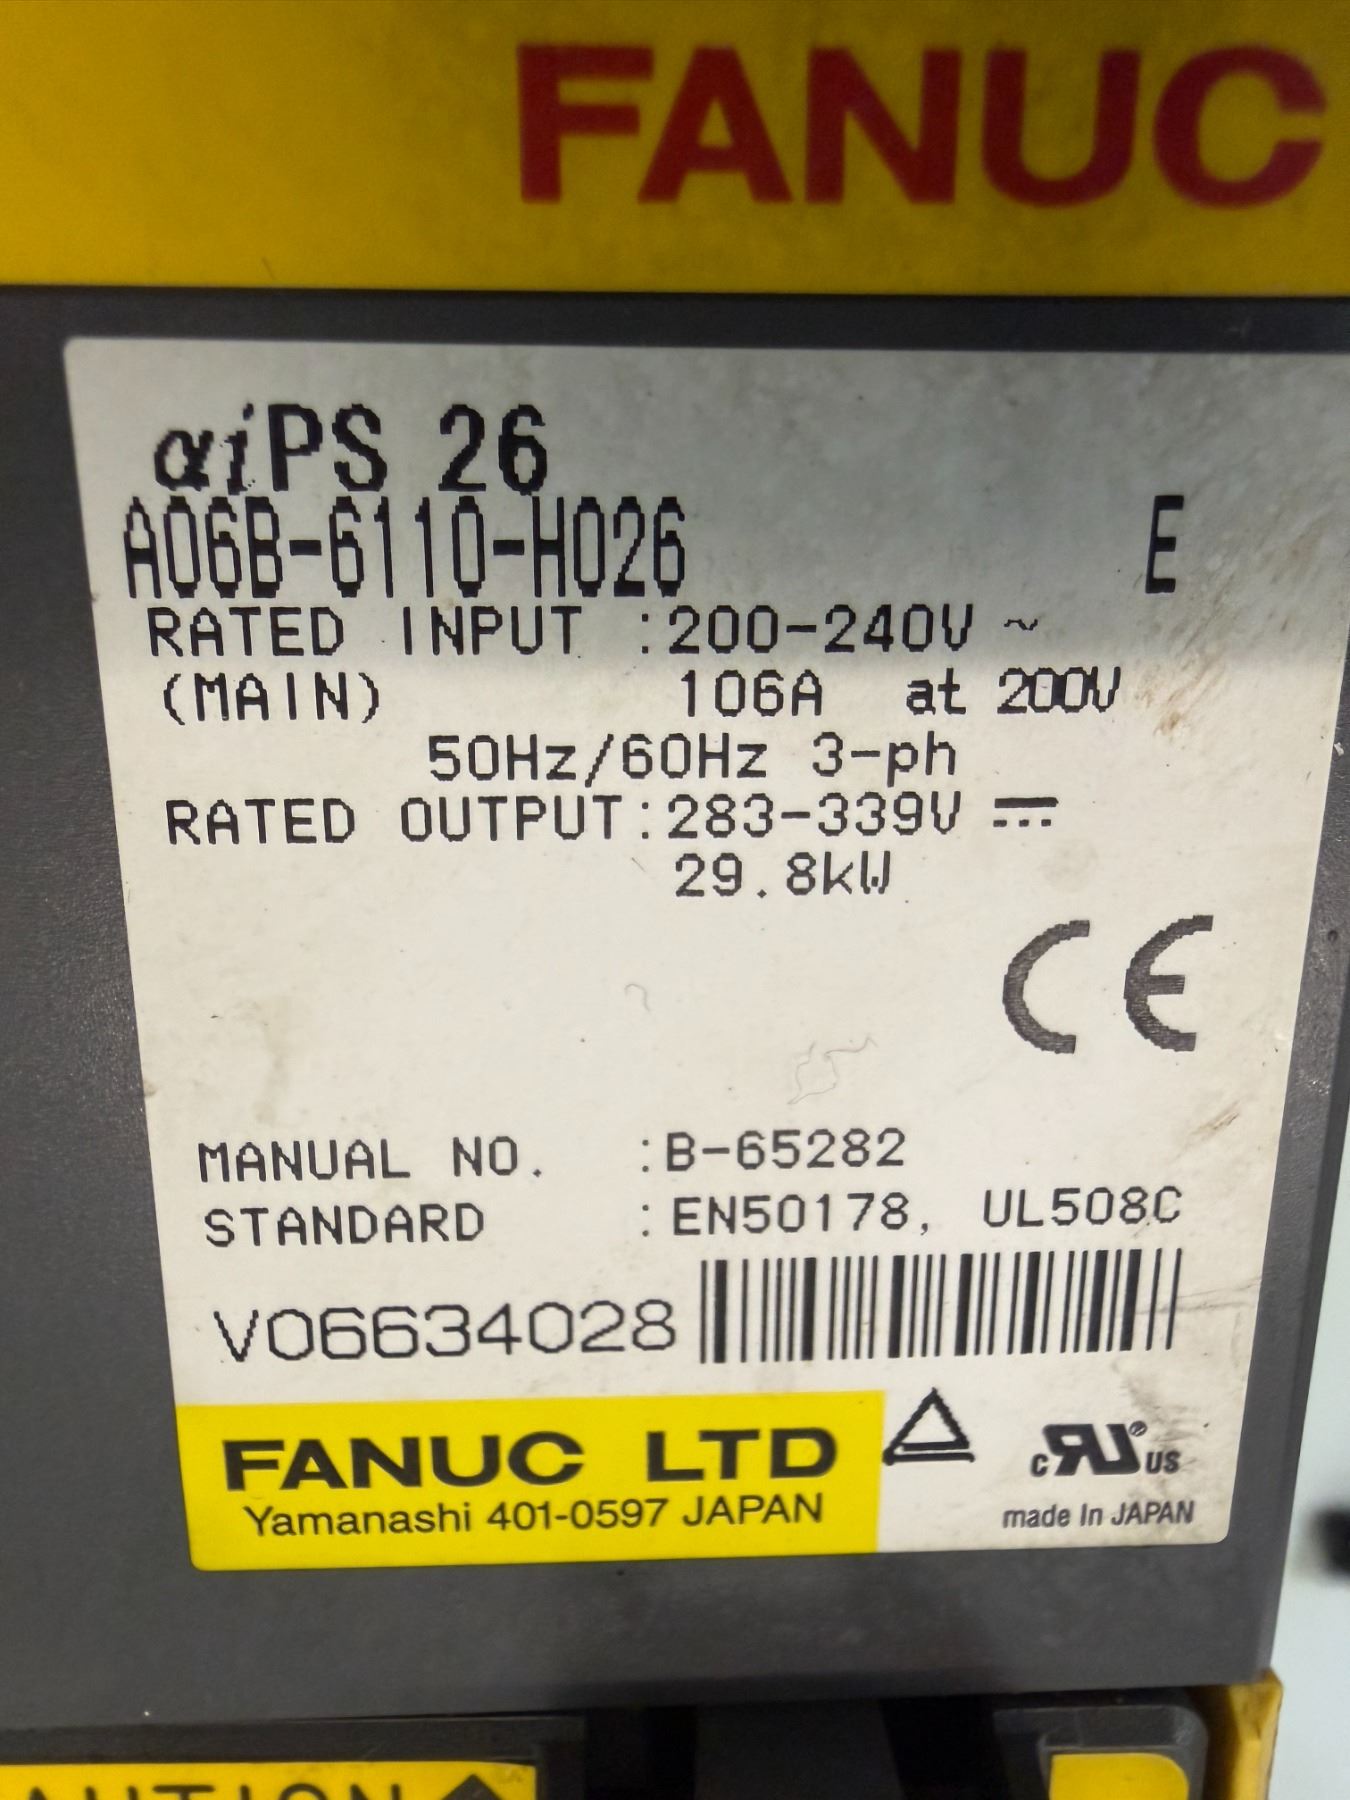 FANUC
αiPS 26
A06B-6110-H026 E
RATED INPUT :200-240V ~
(MAIN) 106A at 200V
50Hz/60Hz 3-ph
RATED OUTPUT:283-339V ⎓
29.8kW
CE
MANUAL NO. :B-65282
STANDARD :EN50178, UL508C
V06634028
FANUC LTD
Yamanashi 401-0597 JAPAN
c RU ® US
made In JAPAN